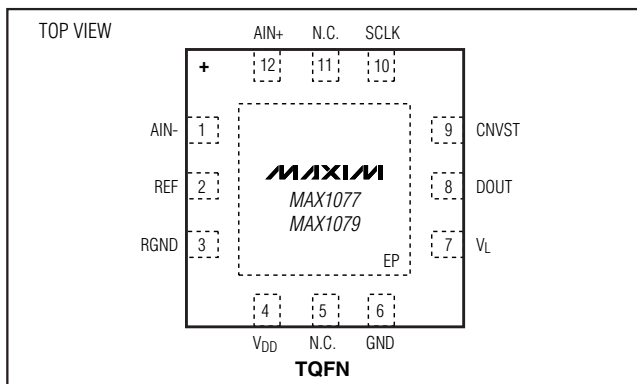 TOP VIEW
AIN+ N.C. SCLK
+ 12 11 10
AIN- 1 9 CNVST
MAXIM
REF 2 MAX1077 8 DOUT
MAX1079
RGND 3 7 VL
EP
4 5 6
VDD N.C. GND
TQFN